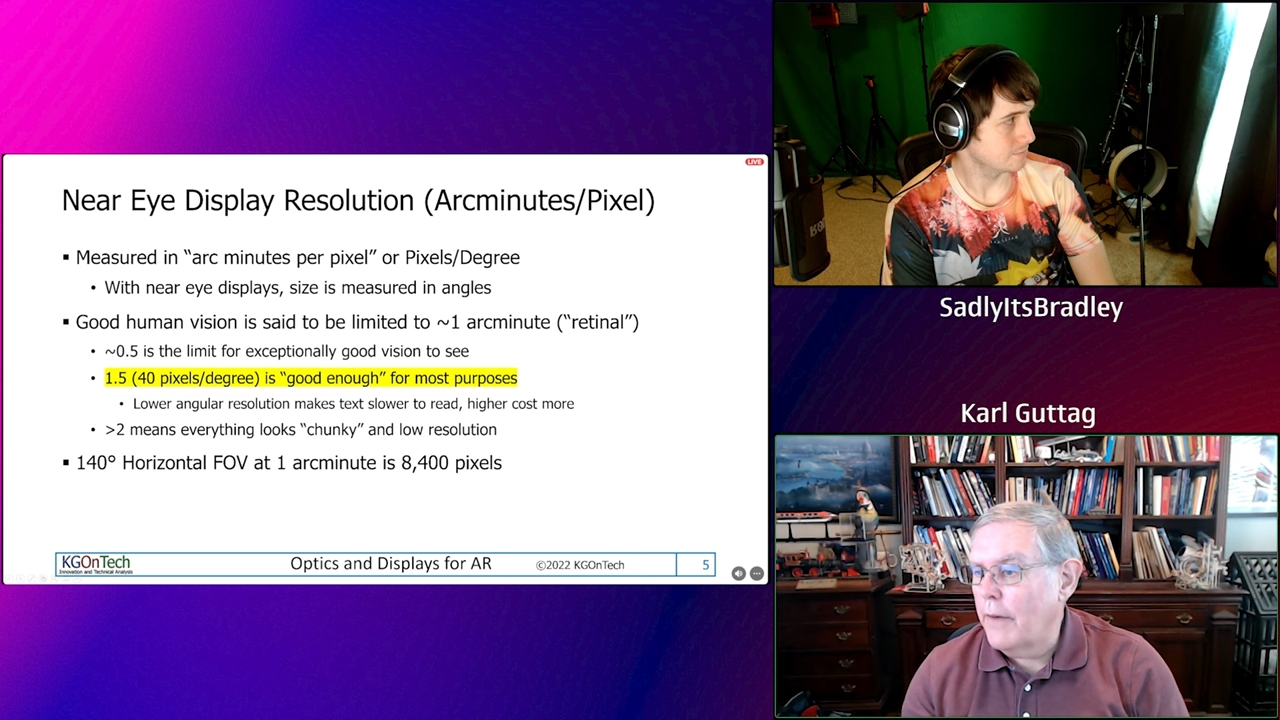 LIVE
Near Eye Display Resolution (Arcminutes/Pixel)
▪ Measured in “arc minutes per pixel” or Pixels/Degree
• With near eye displays, size is measured in angles
▪ Good human vision is said to be limited to ~1 arcminute (“retinal”)
• ~0.5 is the limit for exceptionally good vision to see
• 1.5 (40 pixels/degree) is “good enough” for most purposes
• Lower angular resolution makes text slower to read, higher cost more
• >2 means everything looks “chunky” and low resolution
▪ 140° Horizontal FOV at 1 arcminute is 8,400 pixels
KGOnTech
Innovation and Technical Analysis
Optics and Displays for AR
©2022 KGOnTech
5
SadlyItsBradley
Karl Guttag